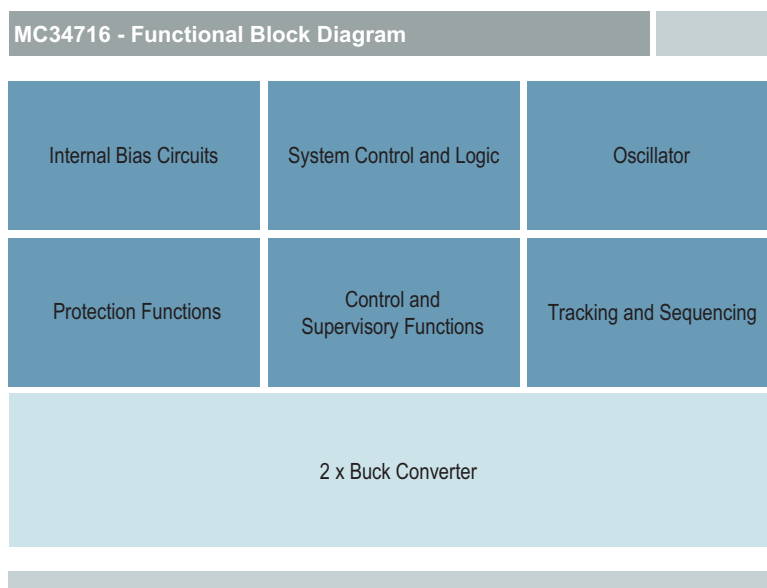 MC34716 - Functional Block Diagram
Internal Bias Circuits
System Control and Logic
Oscillator
Protection Functions
Control and
Supervisory Functions
Tracking and Sequencing
2 x Buck Converter